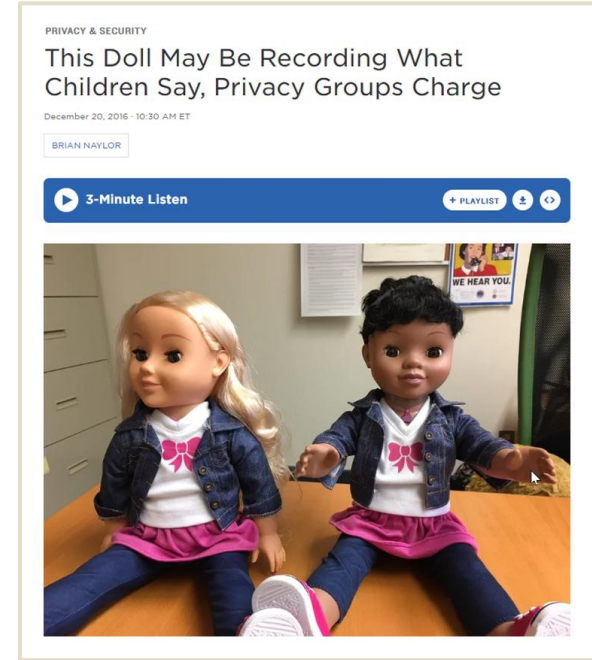 PRIVACY & SECURITY
This Doll May Be Recording What
Children Say, Privacy Groups Charge
December 20, 2016 · 10:30 AM ET
BRIAN NAYLOR
3-Minute Listen
+ PLAYLIST
WE HEAR YOU.